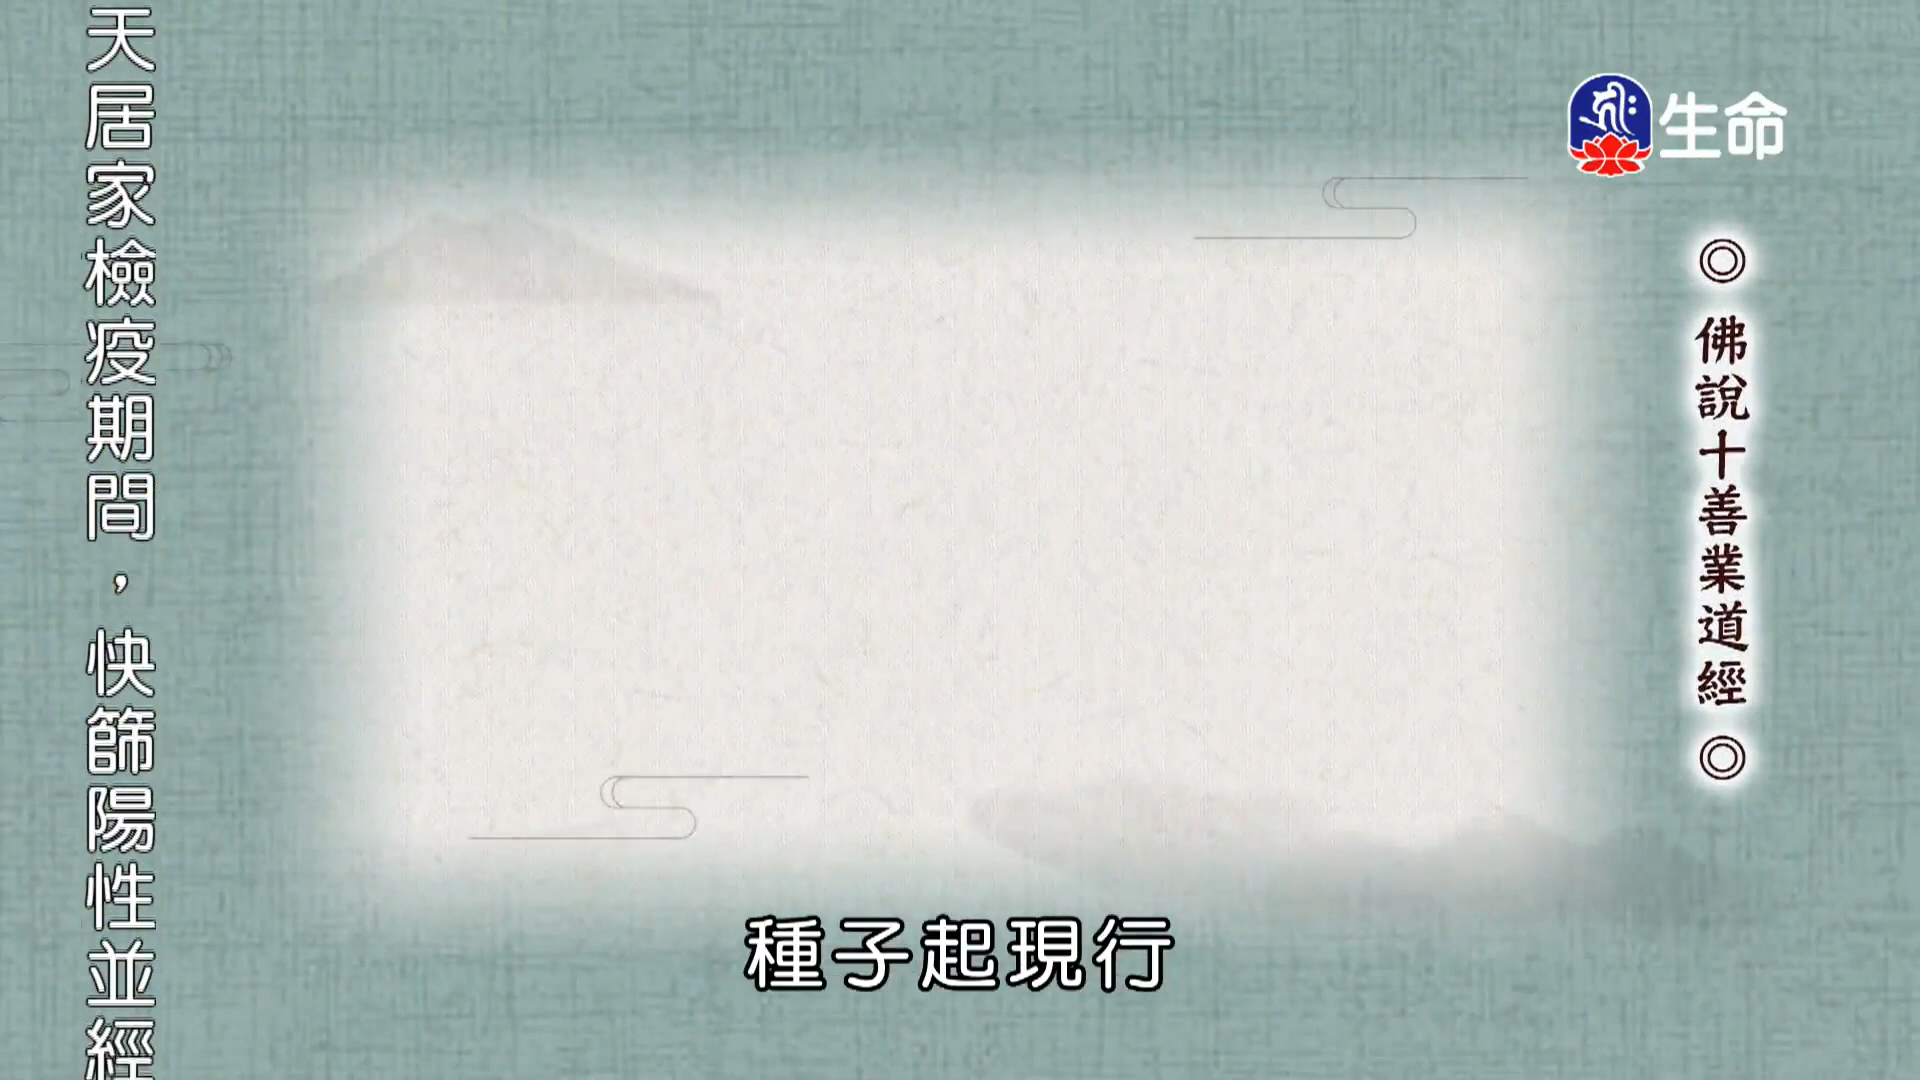 天居家檢疫期間，快篩陽性並經
生命
◎佛說十善業道經◎
種子起現行